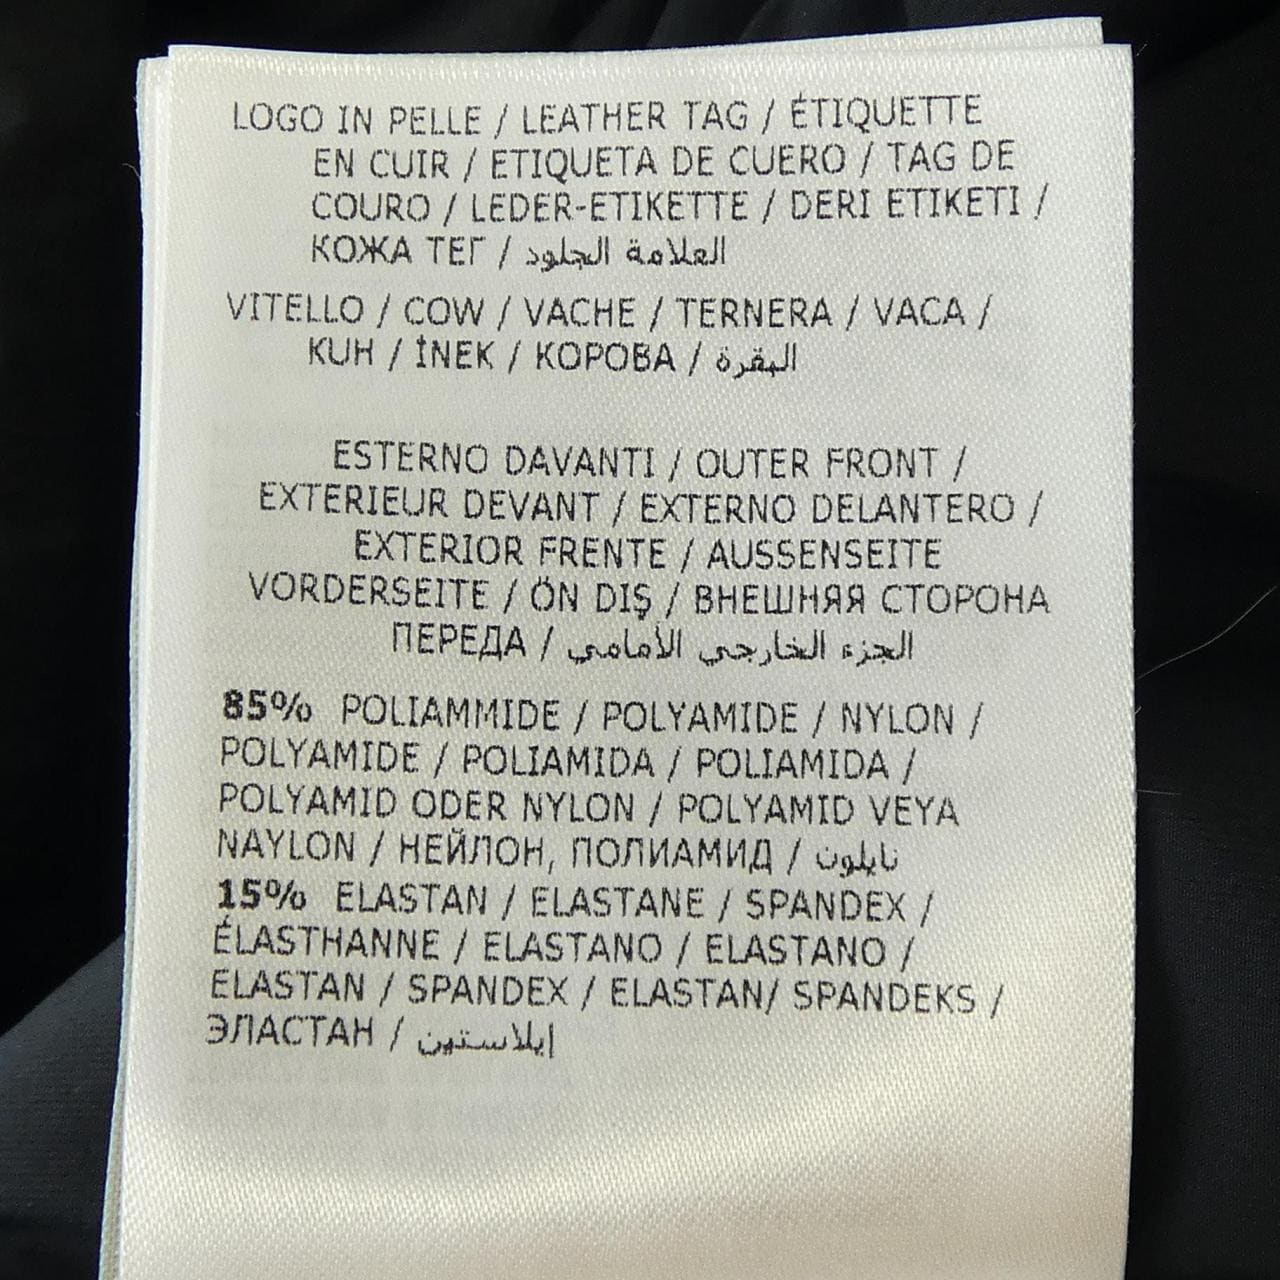 LOGO IN PELLE / LEATHER TAG / ÉTIQUETTE
EN CUIR / ETIQUETA DE CUERO / TAG DE
COURO / LEDER-ETIKETTE / DERI ETIKETI /
КОЖА ТЕГ / العلامة الجلود
VITELLO / COW / VACHE / TERNERA / VACA /
KUH / İNEK / КОРОВА / البقرة
ESTERNO DAVANTI / OUTER FRONT /
EXTERIEUR DEVANT / EXTERNO DELANTERO /
EXTERIOR FRENTE / AUSSENSEITE
VORDERSEITE / ÖN DIŞ / ВНЕШНЯЯ СТОРОНА
ПЕРЕДА / الجزء الخارجي الأمامي
85% POLIAMMIDE / POLYAMIDE / NYLON /
POLYAMIDE / POLIAMIDA / POLIAMIDA /
POLYAMID ODER NYLON / POLYAMID VEYA
NAYLON / НЕЙЛОН, ПОЛИАМИД / نايلون
15% ELASTAN / ELASTANE / SPANDEX /
ÉLASTHANNE / ELASTANO / ELASTANO /
ELASTAN / SPANDEX / ELASTAN/ SPANDEKS /
ЭЛАСТАН / إيلاستين